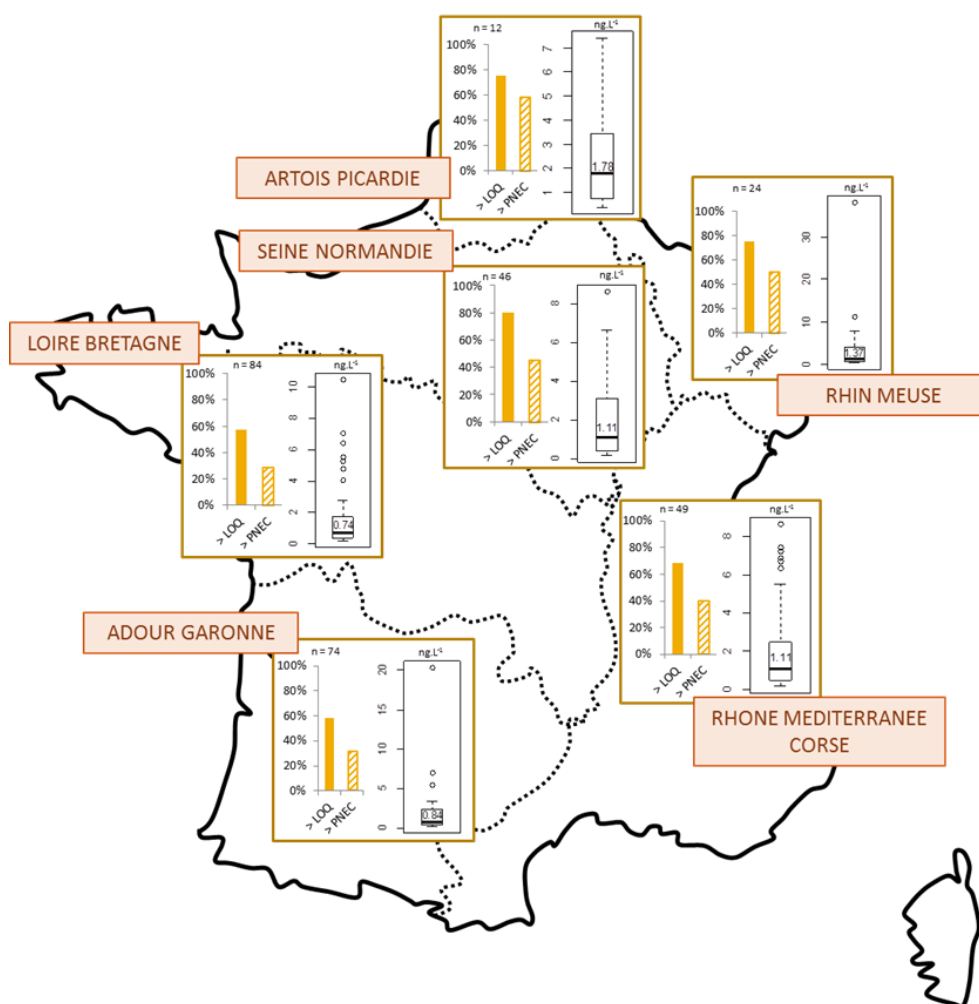 n = 12
ng.L⁻¹
100%
80%
60%
40%
20%
0%
> LOQ
> PNEC
7
6
5
4
3
2
1
1.78
ARTOIS PICARDIE
n = 24
ng.L⁻¹
100%
80%
60%
40%
20%
0%
> LOQ
> PNEC
30
20
10
0
1.37
RHIN MEUSE
SEINE NORMANDIE
n = 46
ng.L⁻¹
100%
80%
60%
40%
20%
0%
> LOQ
> PNEC
8
6
4
2
0
1.11
LOIRE BRETAGNE
n = 84
ng.L⁻¹
100%
80%
60%
40%
20%
0%
> LOQ
> PNEC
10
8
6
4
2
0
0.74
n = 49
ng.L⁻¹
100%
80%
60%
40%
20%
0%
> LOQ
> PNEC
8
6
4
2
0
1.11
RHONE MEDITERRANEE
CORSE
ADOUR GARONNE
n = 74
ng.L⁻¹
100%
80%
60%
40%
20%
0%
> LOQ
> PNEC
20
15
10
5
0
0.84